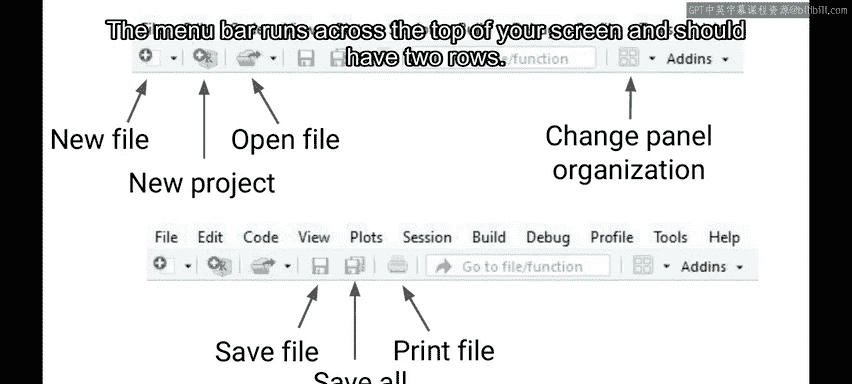 GPT中英字幕课程资源@bilibili.com
The menu bar runs across the top of your screen and should
have two rows.
/function
Addins
New file
Open file
New project
Change panel
organization
File Edit Code View Plots Session Build Debug Profile Tools Help
Go to file/function Addins
Save file
Print file
Save all